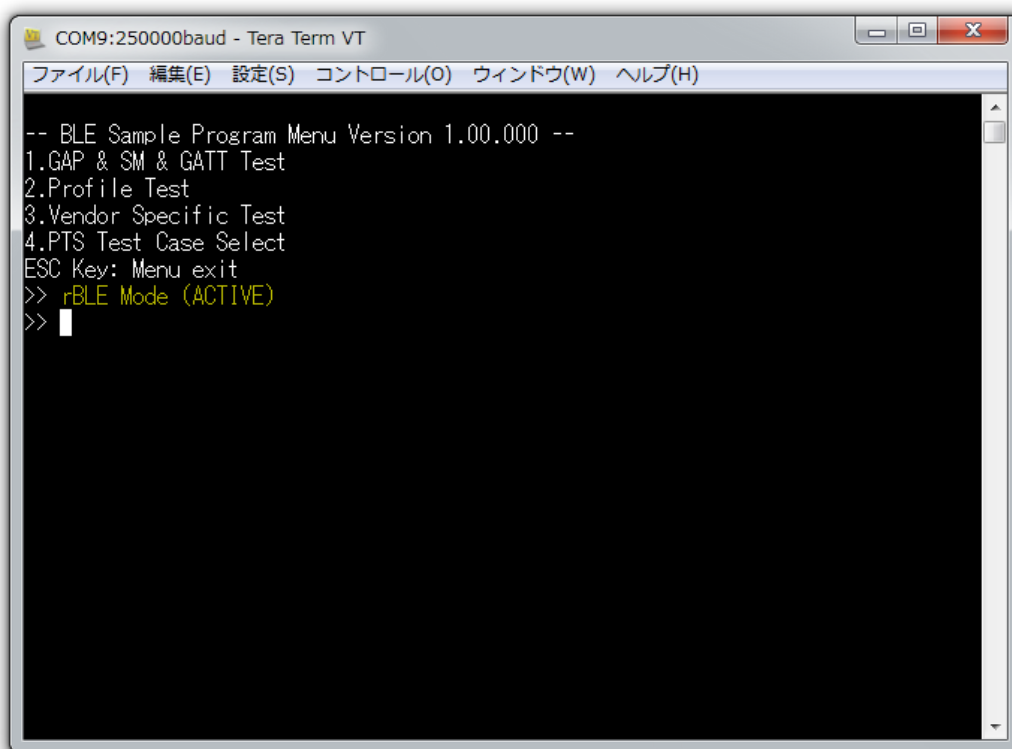 COM9:250000baud - Tera Term VT
ファイル(F) 編集(E) 設定(S) コントロール(O) ウィンドウ(W) ヘルプ(H)
-- BLE Sample Program Menu Version 1.00.000 --
1.GAP & SM & GATT Test
2.Profile Test
3.Vendor Specific Test
4.PTS Test Case Select
ESC Key: Menu exit
>> rBLE Mode (ACTIVE)
>>